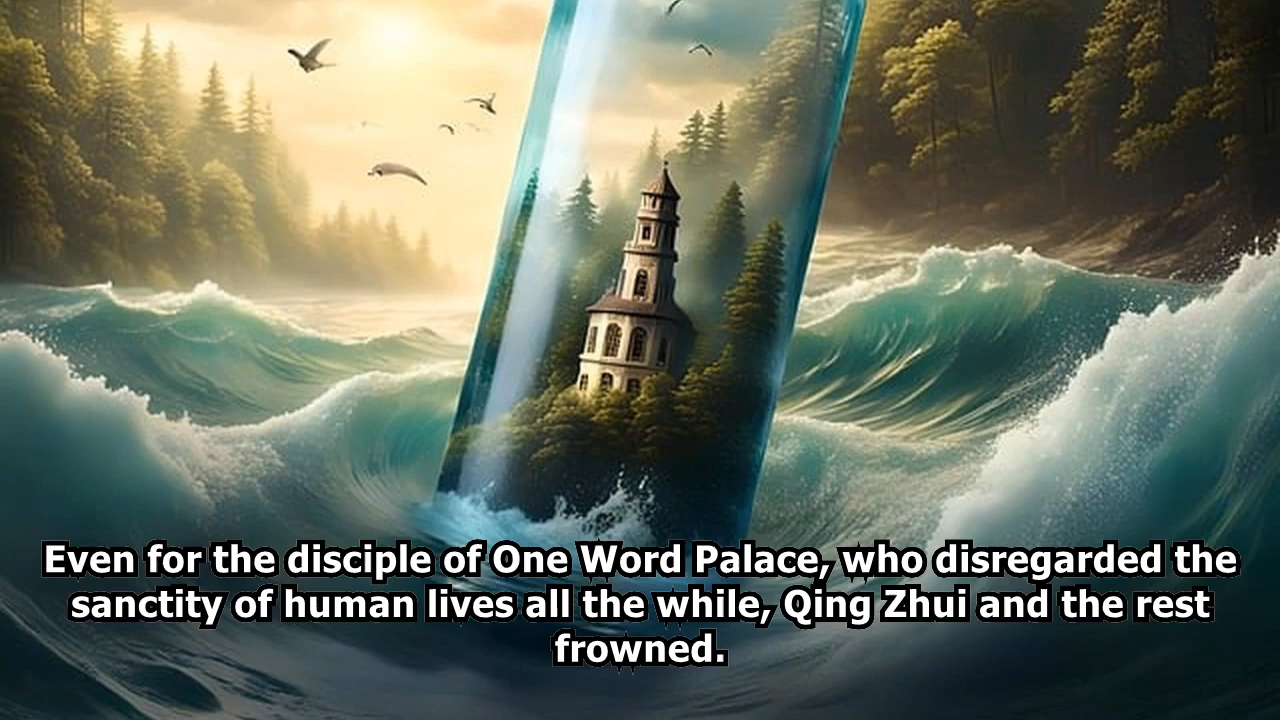 Even for the disciple of One Word Palace, who disregarded the
sanctity of human lives all the while, Qing Zhui and the rest
frowned.